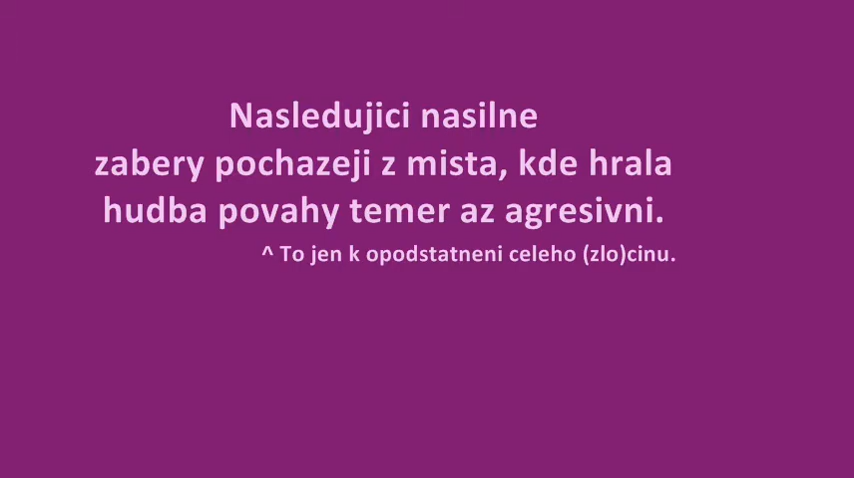 Nasledujici nasilne
zabery pochazeji z mista, kde hrala
hudba povahy temer az agresivni.
^ To jen k opodstatneni celeho (zlo)cinu.